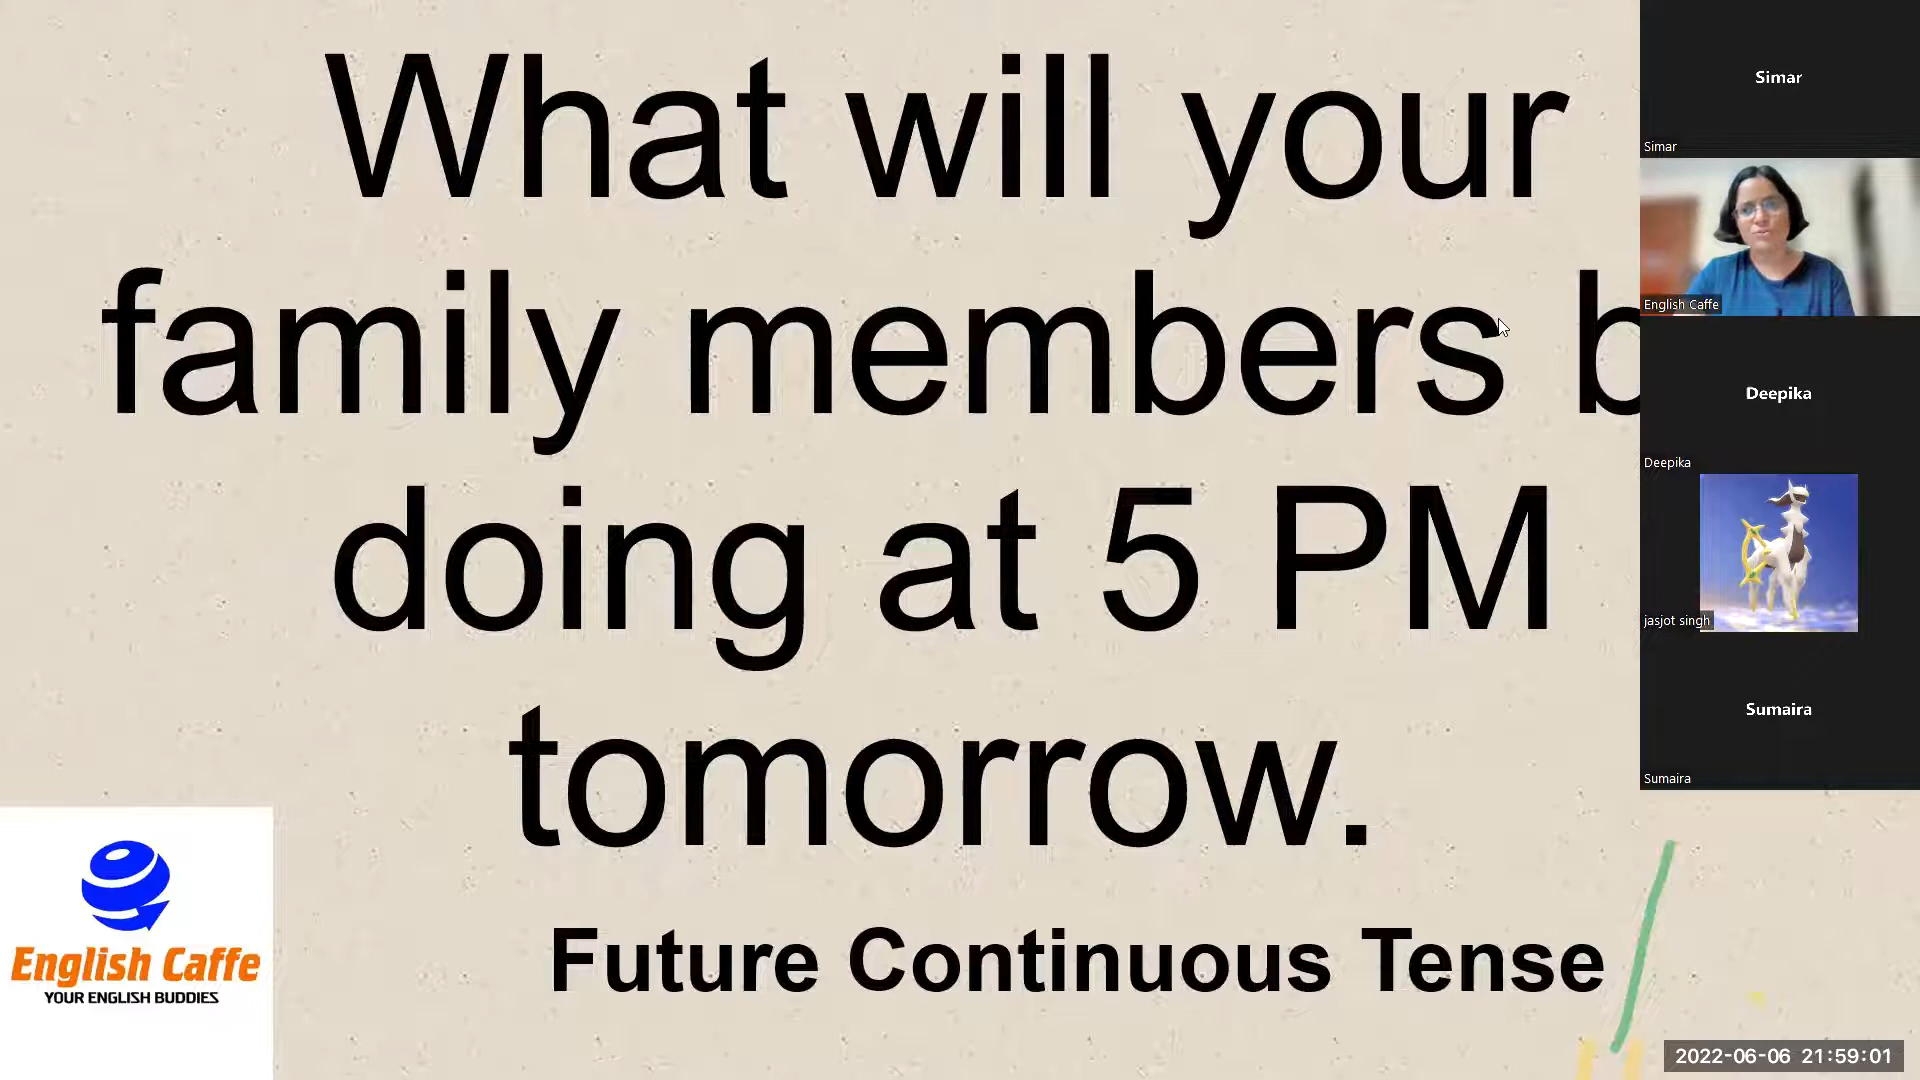 What will your
family members b
doing at 5 PM
tomorrow.
Future Continuous Tense
English Caffe
YOUR ENGLISH BUDDIES
Simar
Simar
English Caffe
Deepika
Deepika
jasjot singh
Sumaira
Sumaira
2022-06-06 21:59:01